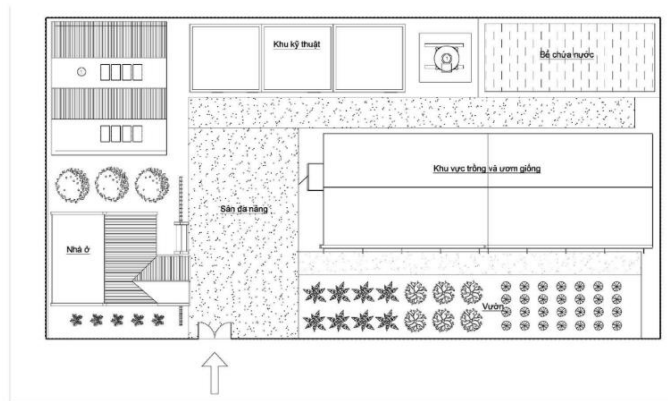 Khu kỹ thuật
Bể chứa nước
Khu vực trồng và ươm giống
Sân đa năng
Nhà ở
Vườn